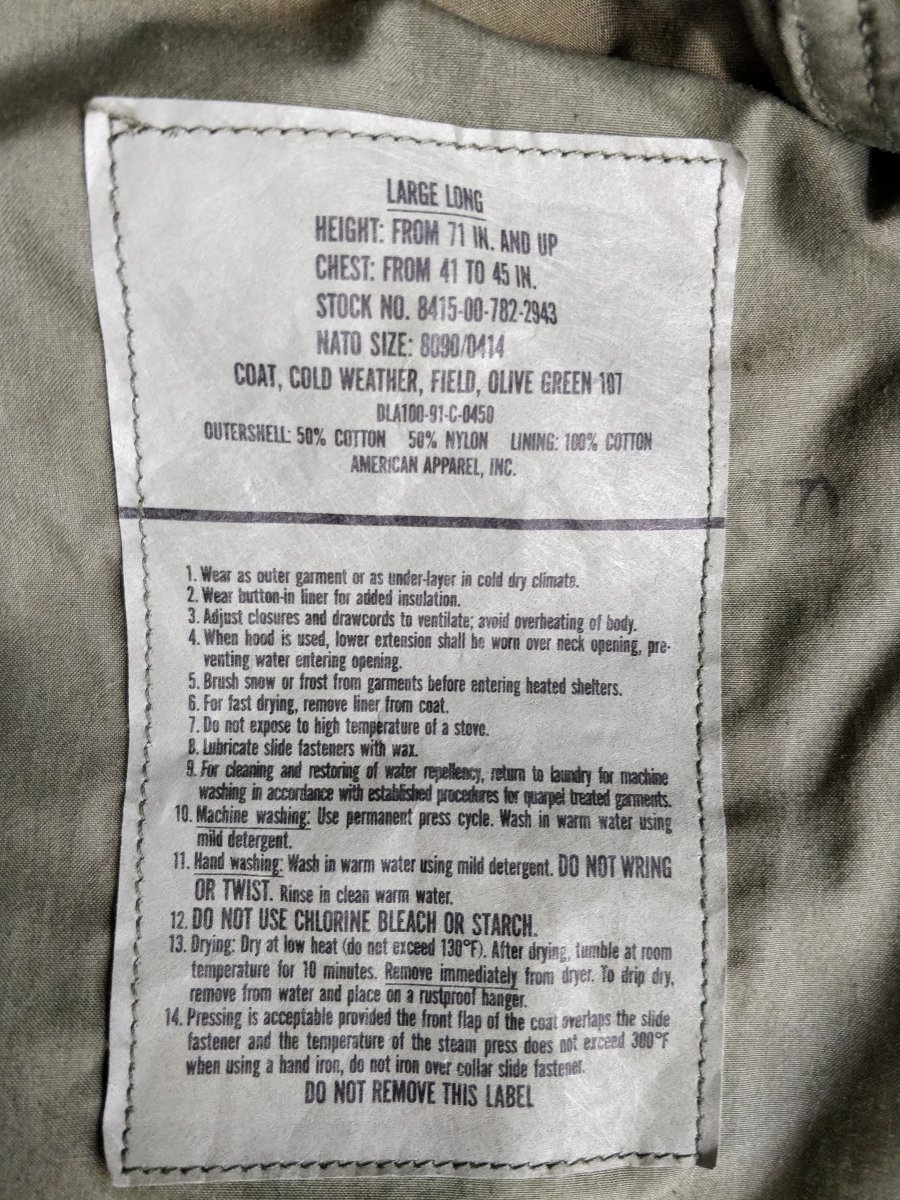 LARGE LONG
HEIGHT: FROM 71 IN. AND UP
CHEST: FROM 41 TO 45 IN.
STOCK NO. 8415-00-782-2943
NATO SIZE: 8090/0414
COAT, COLD WEATHER, FIELD, OLIVE GREEN 107
DLA100-91-C-0450
OUTERSHELL: 50% COTTON 50% NYLON LINING: 100% COTTON
AMERICAN APPAREL, INC.
1. Wear as outer garment or as under-layer in cold dry climate.
2. Wear button-in liner for added insulation.
3. Adjust closures and drawcords to ventilate; avoid overheating of body.
4. When hood is used, lower extension shall be worn over neck opening, pre-
venting water entering opening.
5. Brush snow or frost from garments before entering heated shelters.
6. For fast drying, remove liner from coat.
7. Do not expose to high temperature of a stove.
8. Lubricate slide fasteners with wax.
9. For cleaning and restoring of water repellency, return to laundry for machine
washing in accordance with established procedures for quarpel treated garments.
10. Machine washing: Use permanent press cycle. Wash in warm water using
mild detergent.
11. Hand washing: Wash in warm water using mild detergent. DO NOT WRING
OR TWIST. Rinse in clean warm water.
12. DO NOT USE CHLORINE BLEACH OR STARCH.
13. Drying: Dry at low heat (do not exceed 130°F). After drying, tumble at room
temperature for 10 minutes. Remove immediately from dryer. To drip dry,
remove from water and place on a rustproof hanger.
14. Pressing is acceptable provided the front flap of the coat overlaps the slide
fastener and the temperature of the steam press does not exceed 300°F
when using a hand iron, do not iron over collar slide fastener.
DO NOT REMOVE THIS LABEL